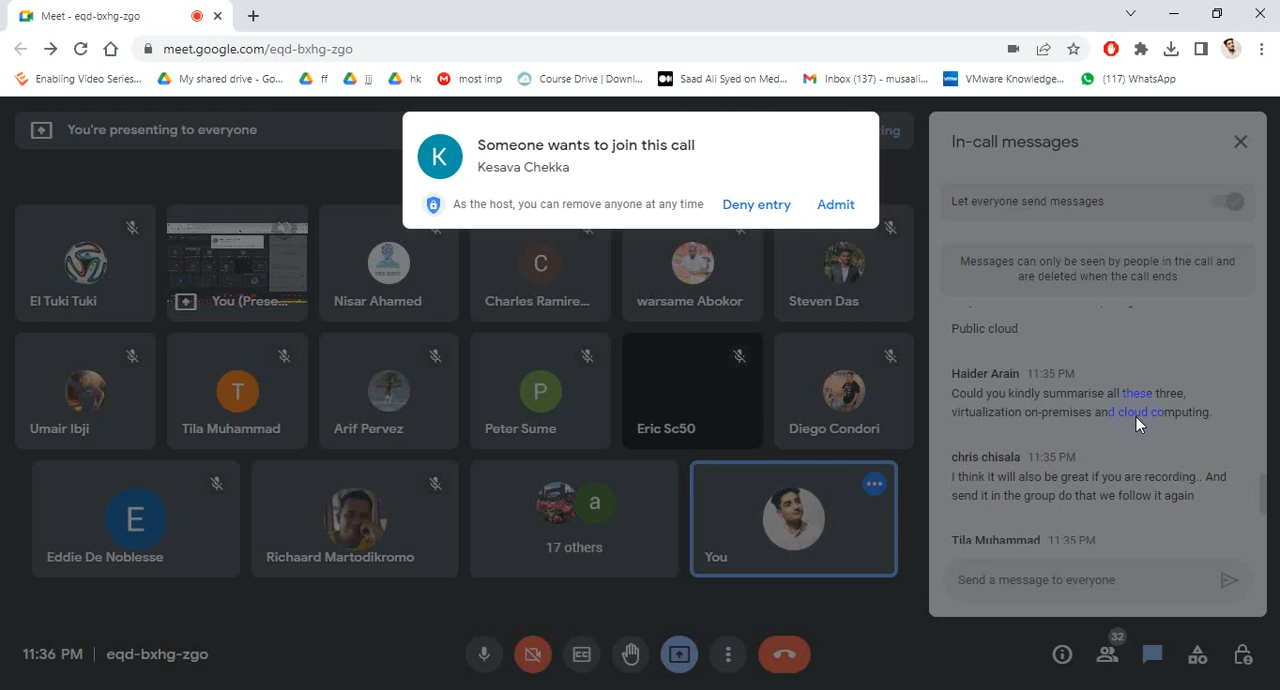 Meet - eqd-bxhg-zgo
meet.google.com/eqd-bxhg-zgo
Enabling Video Series...
My shared drive - Go...
ff
jjj
hk
most imp
Course Drive | Downl...
Saad Ali Syed on Med...
Inbox (137) - musaali...
VMware Knowledge...
(117) WhatsApp
You're presenting to everyone
ing
K
Someone wants to join this call
Kesava Chekka
As the host, you can remove anyone at any time
Deny entry
Admit
El Tuki Tuki
You (Prese...
Nisar Ahamed
C
Charles Ramire...
warsame Abokor
Steven Das
Umair Ibji
T
Tila Muhammad
Arif Pervez
P
Peter Sume
Eric Sc50
Diego Condori
E
Eddie De Noblesse
Richaard Martodikromo
a
17 others
You
In-call messages
Let everyone send messages
Messages can only be seen by people in the call and
are deleted when the call ends
Public cloud
Haider Arain 11:35 PM
Could you kindly summarise all these three,
virtualization on-premises and cloud computing.
chris chisala 11:35 PM
I think it will also be great if you are recording.. And
send it in the group do that we follow it again
Tila Muhammad 11:35 PM
Send a message to everyone
11:36 PM | eqd-bxhg-zgo
32